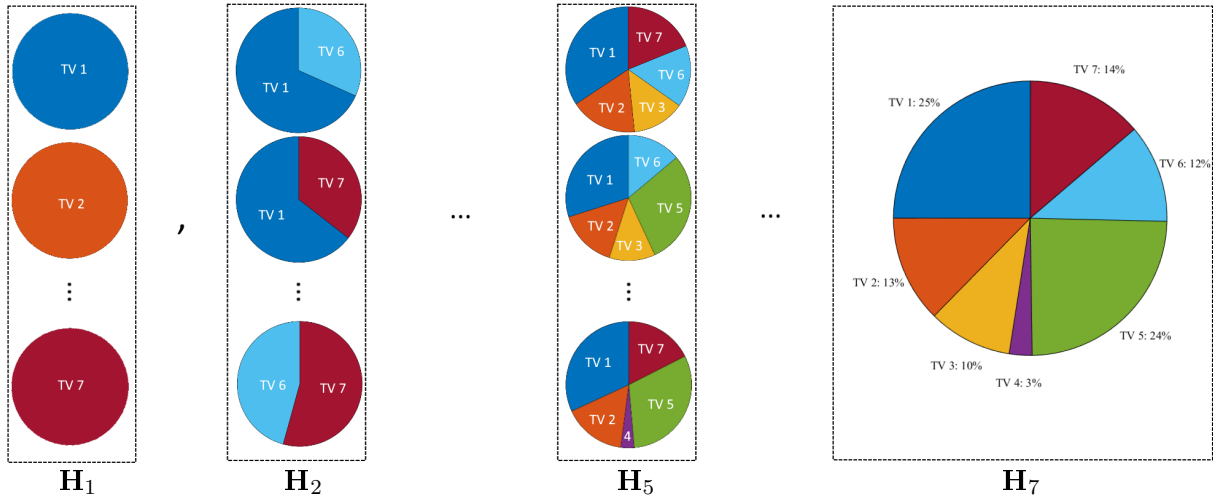 TV 1
TV 2
⋮
TV 7
H₁
,
TV 6
TV 1
TV 7
TV 1
⋮
TV 6
TV 7
H₂
...
TV 7
TV 1
TV 6
TV 2
TV 3
TV 6
TV 1
TV 5
TV 2
TV 3
⋮
TV 1
TV 7
TV 5
TV 2
4
H₅
...
TV 7: 14%
TV 1: 25%
TV 6: 12%
TV 2: 13%
TV 5: 24%
TV 3: 10%
TV 4: 3%
H₇